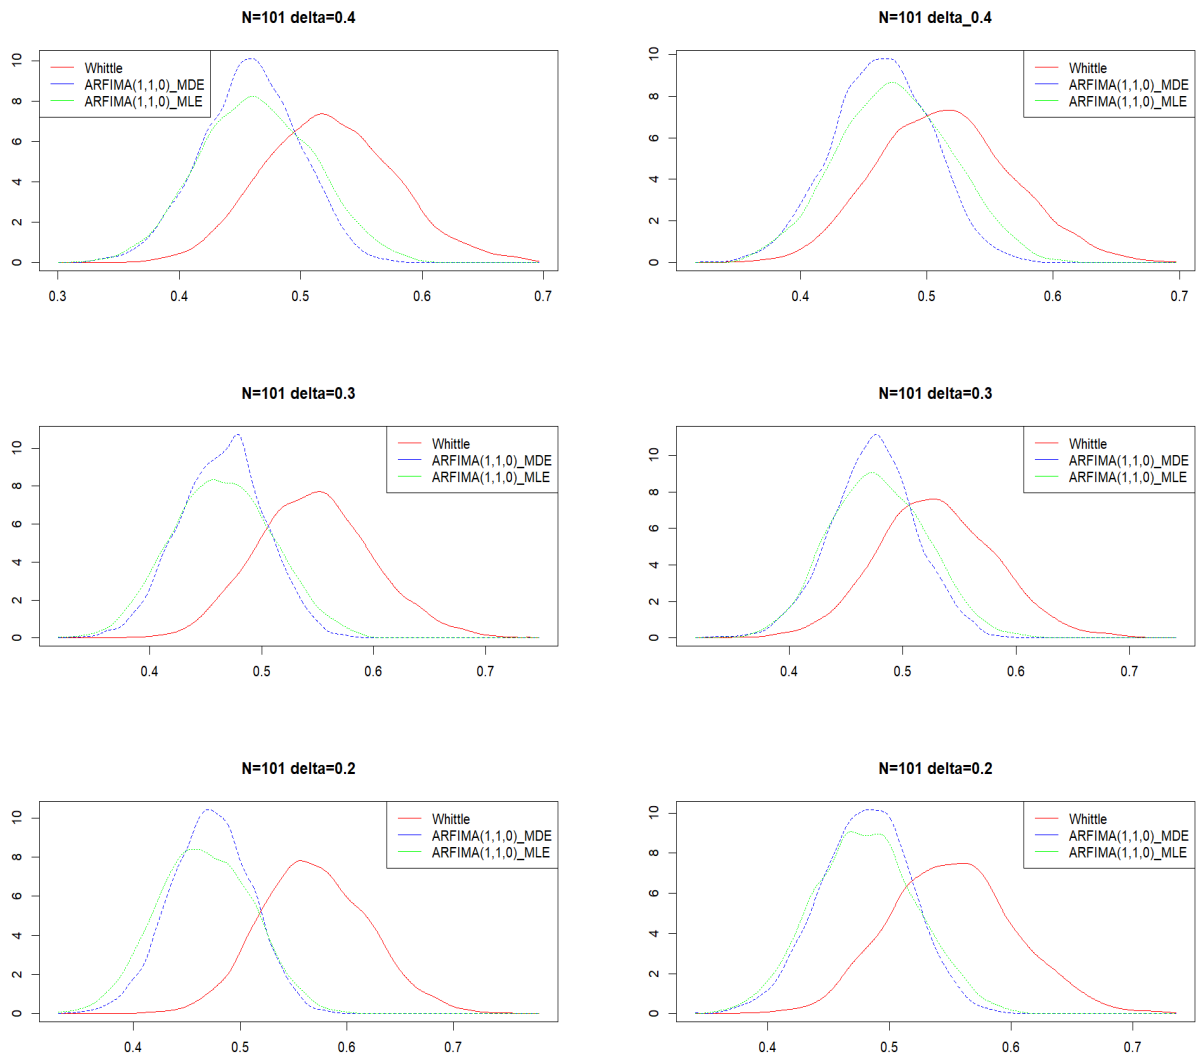 N=101 delta=0.4
Whittle
ARFIMA(1,1,0)_MDE
ARFIMA(1,1,0)_MLE
0 2 4 6 8 10
0.3 0.4 0.5 0.6 0.7
N=101 delta_0.4
Whittle
ARFIMA(1,1,0)_MDE
ARFIMA(1,1,0)_MLE
0 2 4 6 8 10
0.4 0.5 0.6 0.7
N=101 delta=0.3
Whittle
ARFIMA(1,1,0)_MDE
ARFIMA(1,1,0)_MLE
0 2 4 6 8 10
0.4 0.5 0.6 0.7
N=101 delta=0.3
Whittle
ARFIMA(1,1,0)_MDE
ARFIMA(1,1,0)_MLE
0 2 4 6 8 10
0.4 0.5 0.6 0.7
N=101 delta=0.2
Whittle
ARFIMA(1,1,0)_MDE
ARFIMA(1,1,0)_MLE
0 2 4 6 8 10
0.4 0.5 0.6 0.7
N=101 delta=0.2
Whittle
ARFIMA(1,1,0)_MDE
ARFIMA(1,1,0)_MLE
0 2 4 6 8 10
0.4 0.5 0.6 0.7